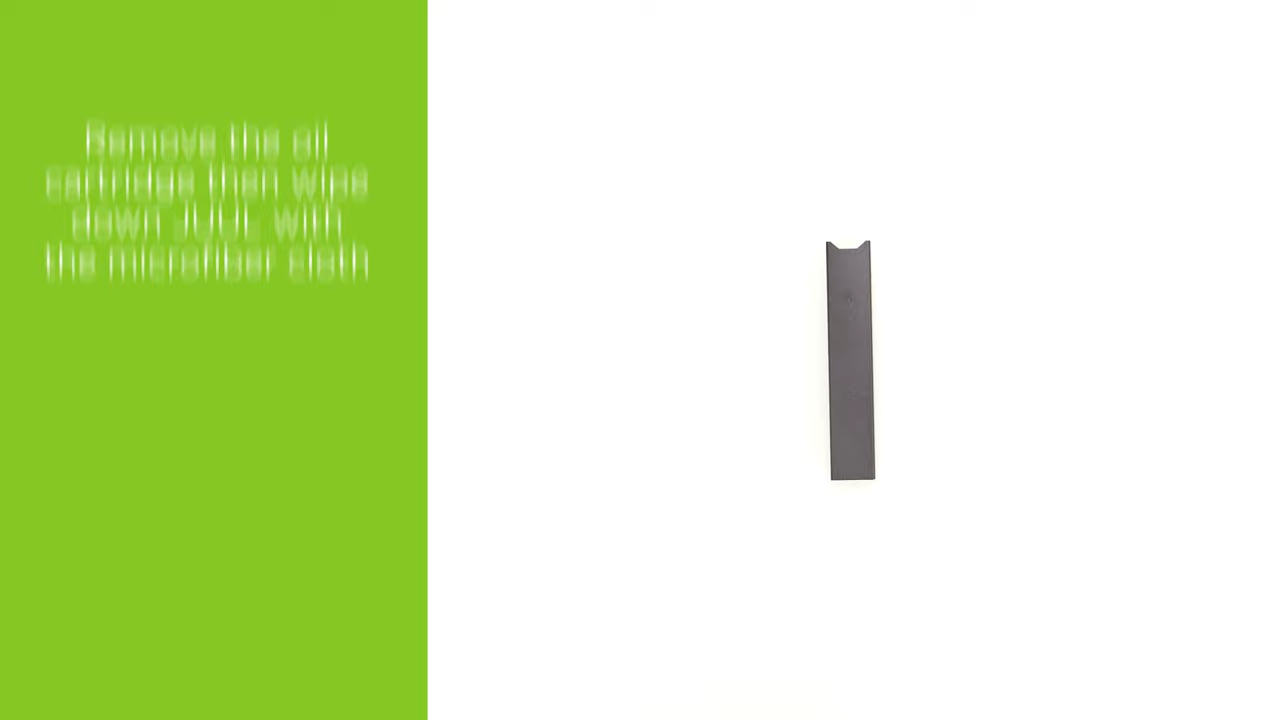 Remove the oil
cartridge then wipe
down JUUL with
the microfiber cloth